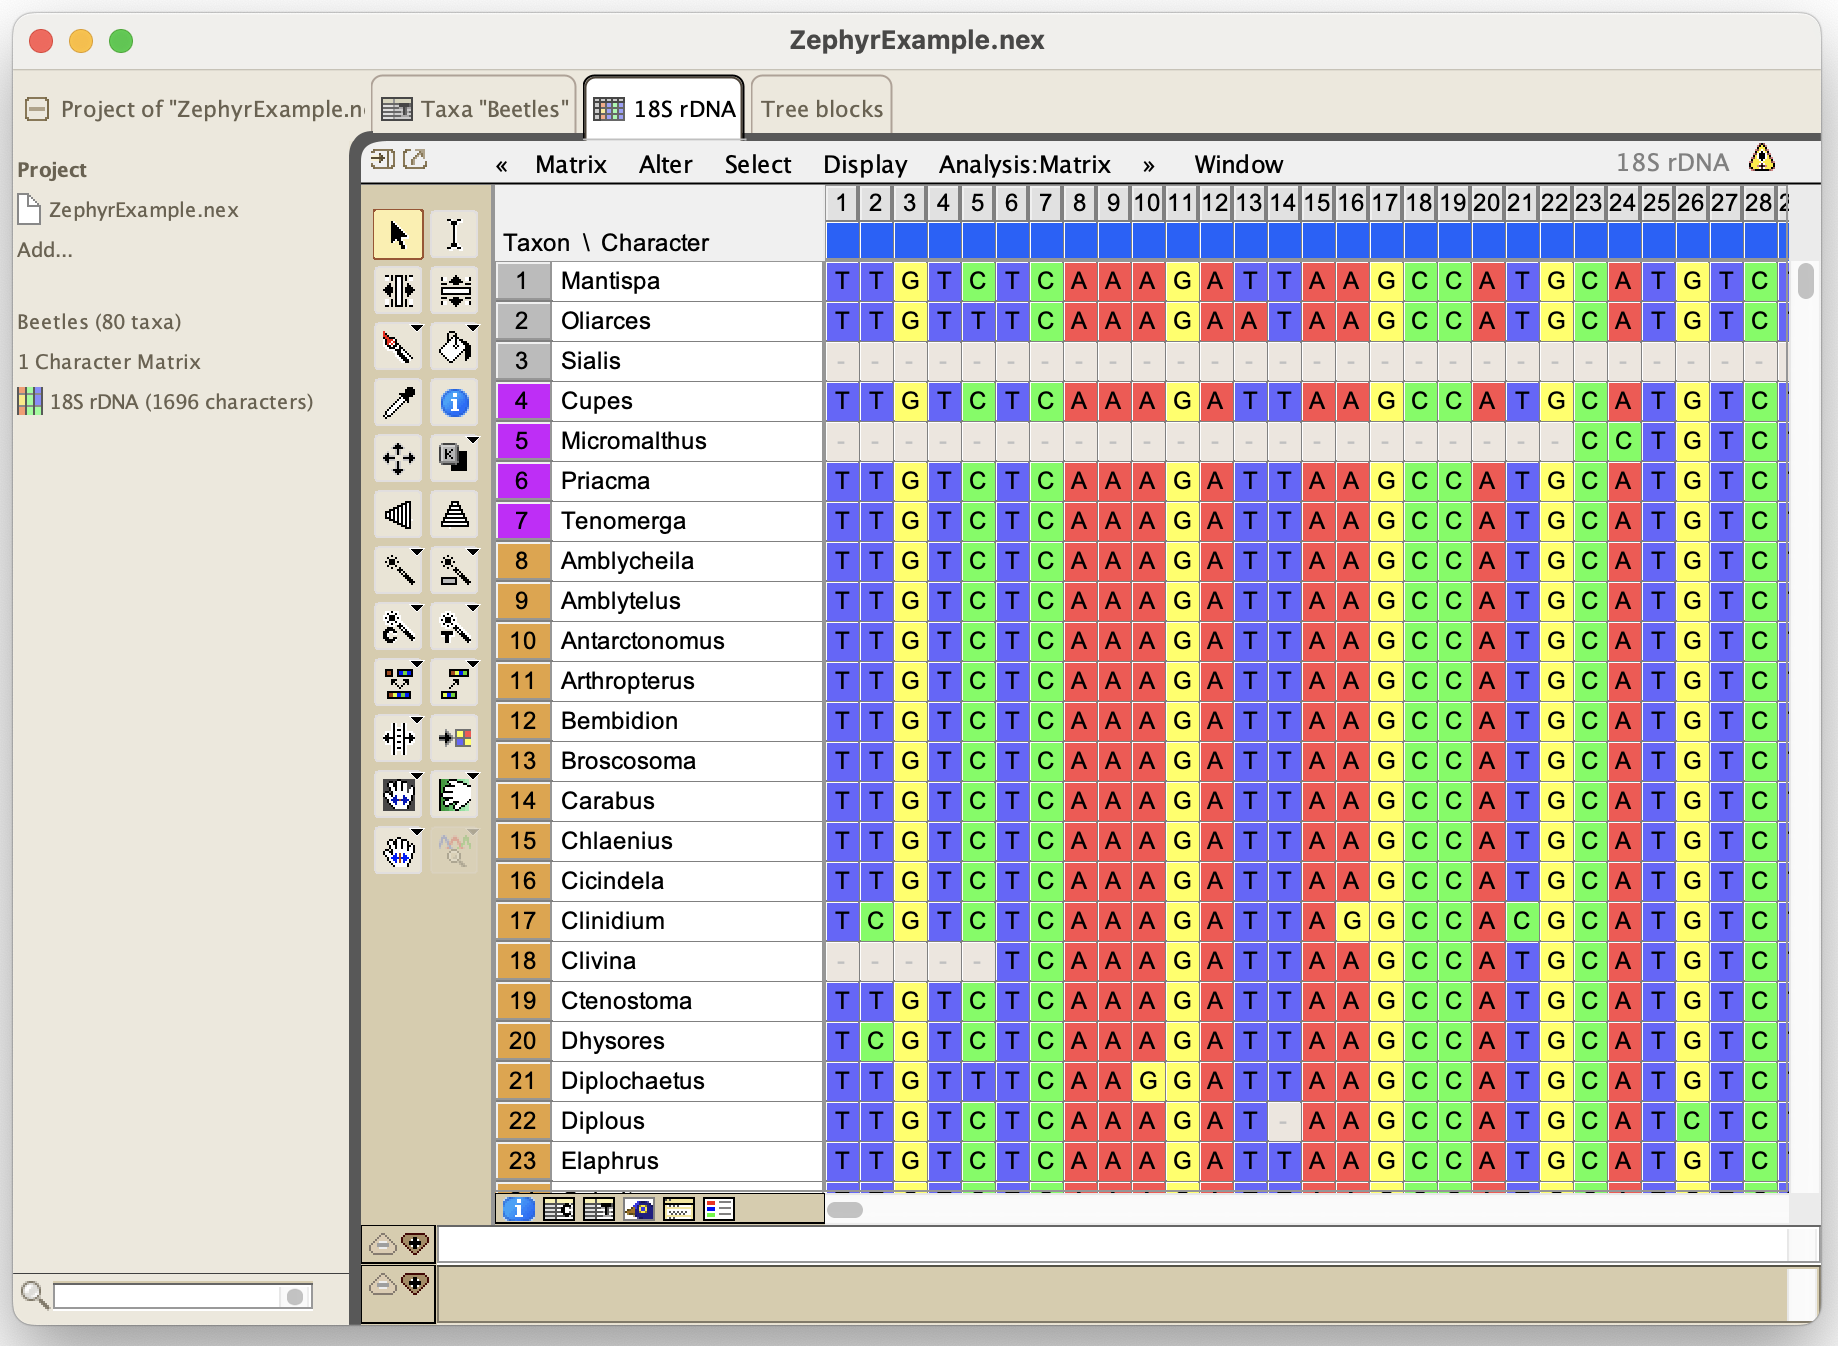 ZephyrExample.nex
Project of "ZephyrExample.n
Taxa "Beetles"
18S rDNA
Tree blocks
« Matrix Alter Select Display Analysis:Matrix » Window
18S rDNA
Project
ZephyrExample.nex
Add...
Beetles (80 taxa)
1 Character Matrix
18S rDNA (1696 characters)
1 2 3 4 5 6 7 8 9 10 11 12 13 14 15 16 17 18 19 20 21 22 23 24 25 26 27 28 2
Taxon \ Character
1 Mantispa T T G T C T C A A A G A T T A A G C C A T G C A T G T C
2 Oliarces T T G T T T C A A A G A A T A A G C C A T G C A T G T C
3 Sialis - - - - - - - - - - - - - - - - - - - - - - - - - - - -
4 Cupes T T G T C T C A A A G A T T A A G C C A T G C A T G T C
5 Micromalthus - - - - - - - - - - - - - - - - - - - - - - C C T G T C
6 Priacma T T G T C T C A A A G A T T A A G C C A T G C A T G T C
7 Tenomerga T T G T C T C A A A G A T T A A G C C A T G C A T G T C
8 Amblycheila T T G T C T C A A A G A T T A A G C C A T G C A T G T C
9 Amblytelus T T G T C T C A A A G A T T A A G C C A T G C A T G T C
10 Antarctonomus T T G T C T C A A A G A T T A A G C C A T G C A T G T C
11 Arthropterus T T G T C T C A A A G A T T A A G C C A T G C A T G T C
12 Bembidion T T G T C T C A A A G A T T A A G C C A T G C A T G T C
13 Broscosoma T T G T C T C A A A G A T T A A G C C A T G C A T G T C
14 Carabus T T G T C T C A A A G A T T A A G C C A T G C A T G T C
15 Chlaenius T T G T C T C A A A G A T T A A G C C A T G C A T G T C
16 Cicindela T T G T C T C A A A G A T T A A G C C A T G C A T G T C
17 Clinidium T C G T C T C A A A G A T T A G G C C A C G C A T G T C
18 Clivina - - - - - T C A A A G A T T A A G C C A T G C A T G T C
19 Ctenostoma T T G T C T C A A A G A T T A A G C C A T G C A T G T C
20 Dhysores T C G T C T C A A A G A T T A A G C C A T G C A T G T C
21 Diplochaetus T T G T T T C A A G G A T T A A G C C A T G C A T G T C
22 Diplous T T G T C T C A A A G A T - A A G C C A T G C A T C T C
23 Elaphrus T T G T C T C A A A G A T T A A G C C A T G C A T G T C